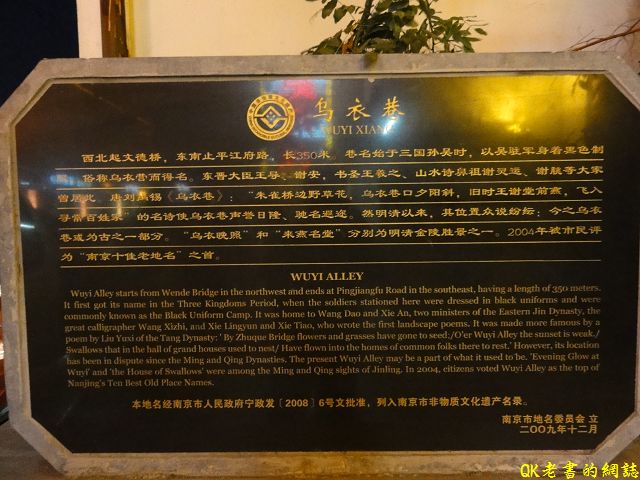 乌衣巷
WUYI XIANG
西北起文德桥，东南止平江府路，长350米。巷名始于三国孙吴时，以吴驻军身着黑色制
俗称乌衣巷而得名。东晋大臣王导、谢安，书圣王羲之、山水诗鼻祖谢灵运、谢朓等大家
曾居此。唐刘禹锡《乌衣巷》：“朱雀桥边野草花，乌衣巷口夕阳斜，旧时王谢堂前燕，飞入
寻常百姓家”的名诗使乌衣巷声誉日隆、驰名遐迩。然明清以来，其位置众说纷纭；今之乌衣
巷或为古之一部分。“乌衣晚照”和“来燕名堂”分别为明清金陵胜景之一。2004年被市民评
为“南京十佳老地名”之首。
WUYI ALLEY
Wuyi Alley starts from Wende Bridge in the northwest and ends at Pingjiangfu Road in the southeast, having a length of 350 meters.
It first got its name in the Three Kingdoms Period, when the soldiers stationed here were dressed in black uniforms and were
commonly known as the Black Uniform Camp. It was home to Wang Dao and Xie An, two ministers of the Eastern Jin Dynasty, the
great calligrapher Wang Xizhi, and Xie Lingyun and Xie Tiao, who wrote the first landscape poems. It was made more famous by a
poem by Liu Yuxi of the Tang Dynasty: ' By Zhuque Bridge flowers and grasses have gone to seed;/O'er Wuyi Alley the sunset is weak./
Swallows that in the hall of grand houses used to nest/ Have flown into the homes of common folks there to rest.' However, its location
has been in dispute since the Ming and Qing Dynasties. The present Wuyi Alley may be a part of what it used to be. 'Evening Glow at
Wuyi' and 'the House of Swallows' were among the Ming and Qing sights of Jinling. In 2004, citizens voted Wuyi Alley as the top of
Nanjing's Ten Best Old Place Names.
本地名经南京市人民政府宁政发［2008］6号文批准，列入南京市非物质文化遗产名录。
南京市地名委员会 立
二〇〇九年十二月
QK老書的網誌